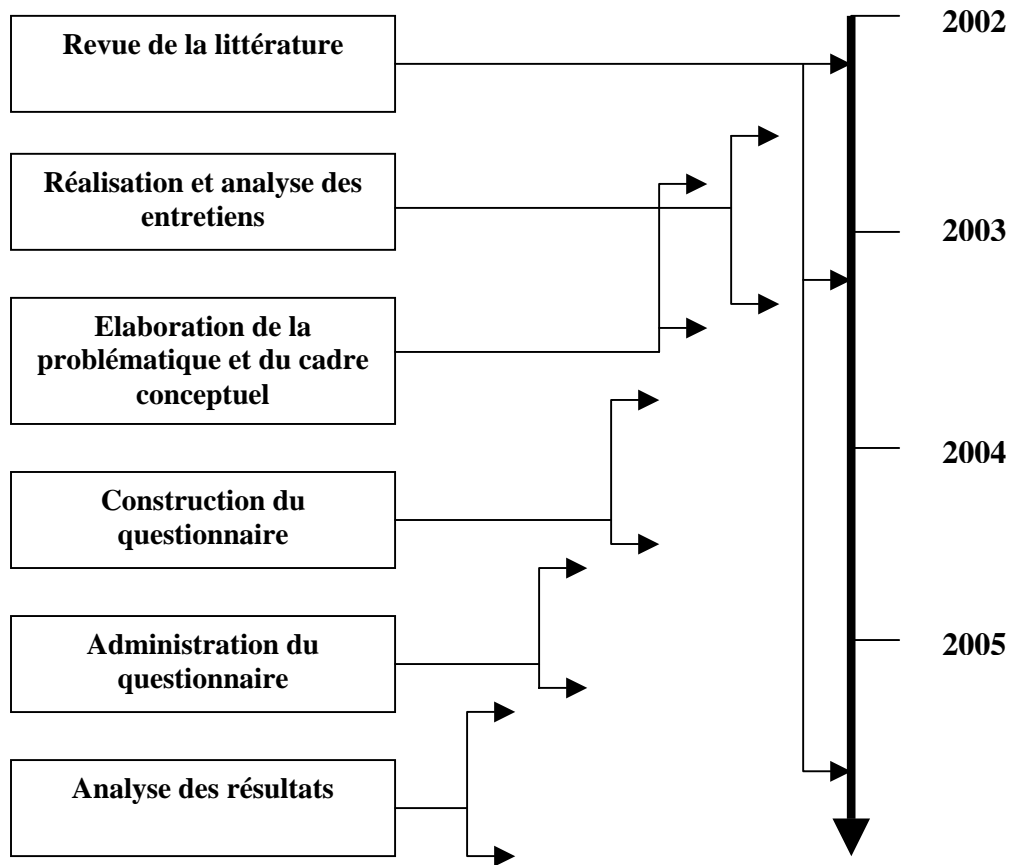 Revue de la littérature
2002
Réalisation et analyse des
entretiens
2003
Elaboration de la
problématique et du cadre
conceptuel
2004
Construction du
questionnaire
Administration du
questionnaire
2005
Analyse des résultats